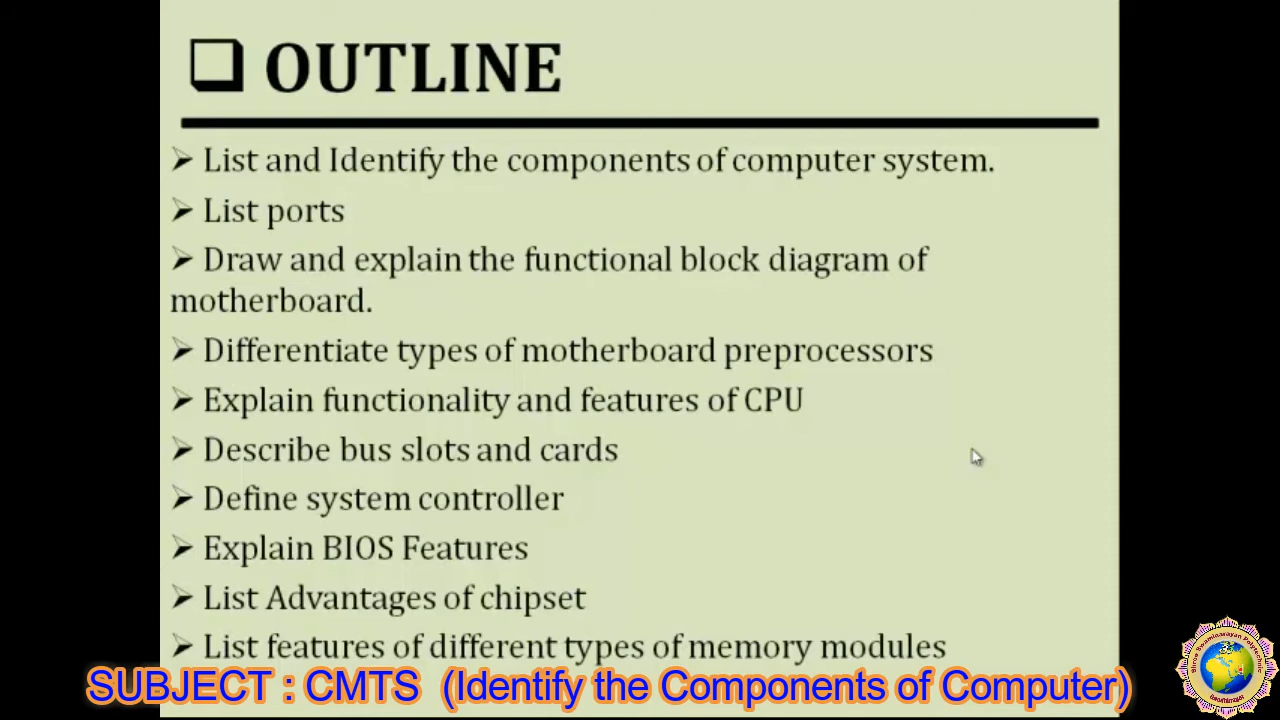 ❑ OUTLINE
➢ List and Identify the components of computer system.
➢ List ports
➢ Draw and explain the functional block diagram of
motherboard.
➢ Differentiate types of motherboard preprocessors
➢ Explain functionality and features of CPU
➢ Describe bus slots and cards
➢ Define system controller
➢ Explain BIOS Features
➢ List Advantages of chipset
➢ List features of different types of memory modules
SUBJECT : CMTS (Identify the Components of Computer)